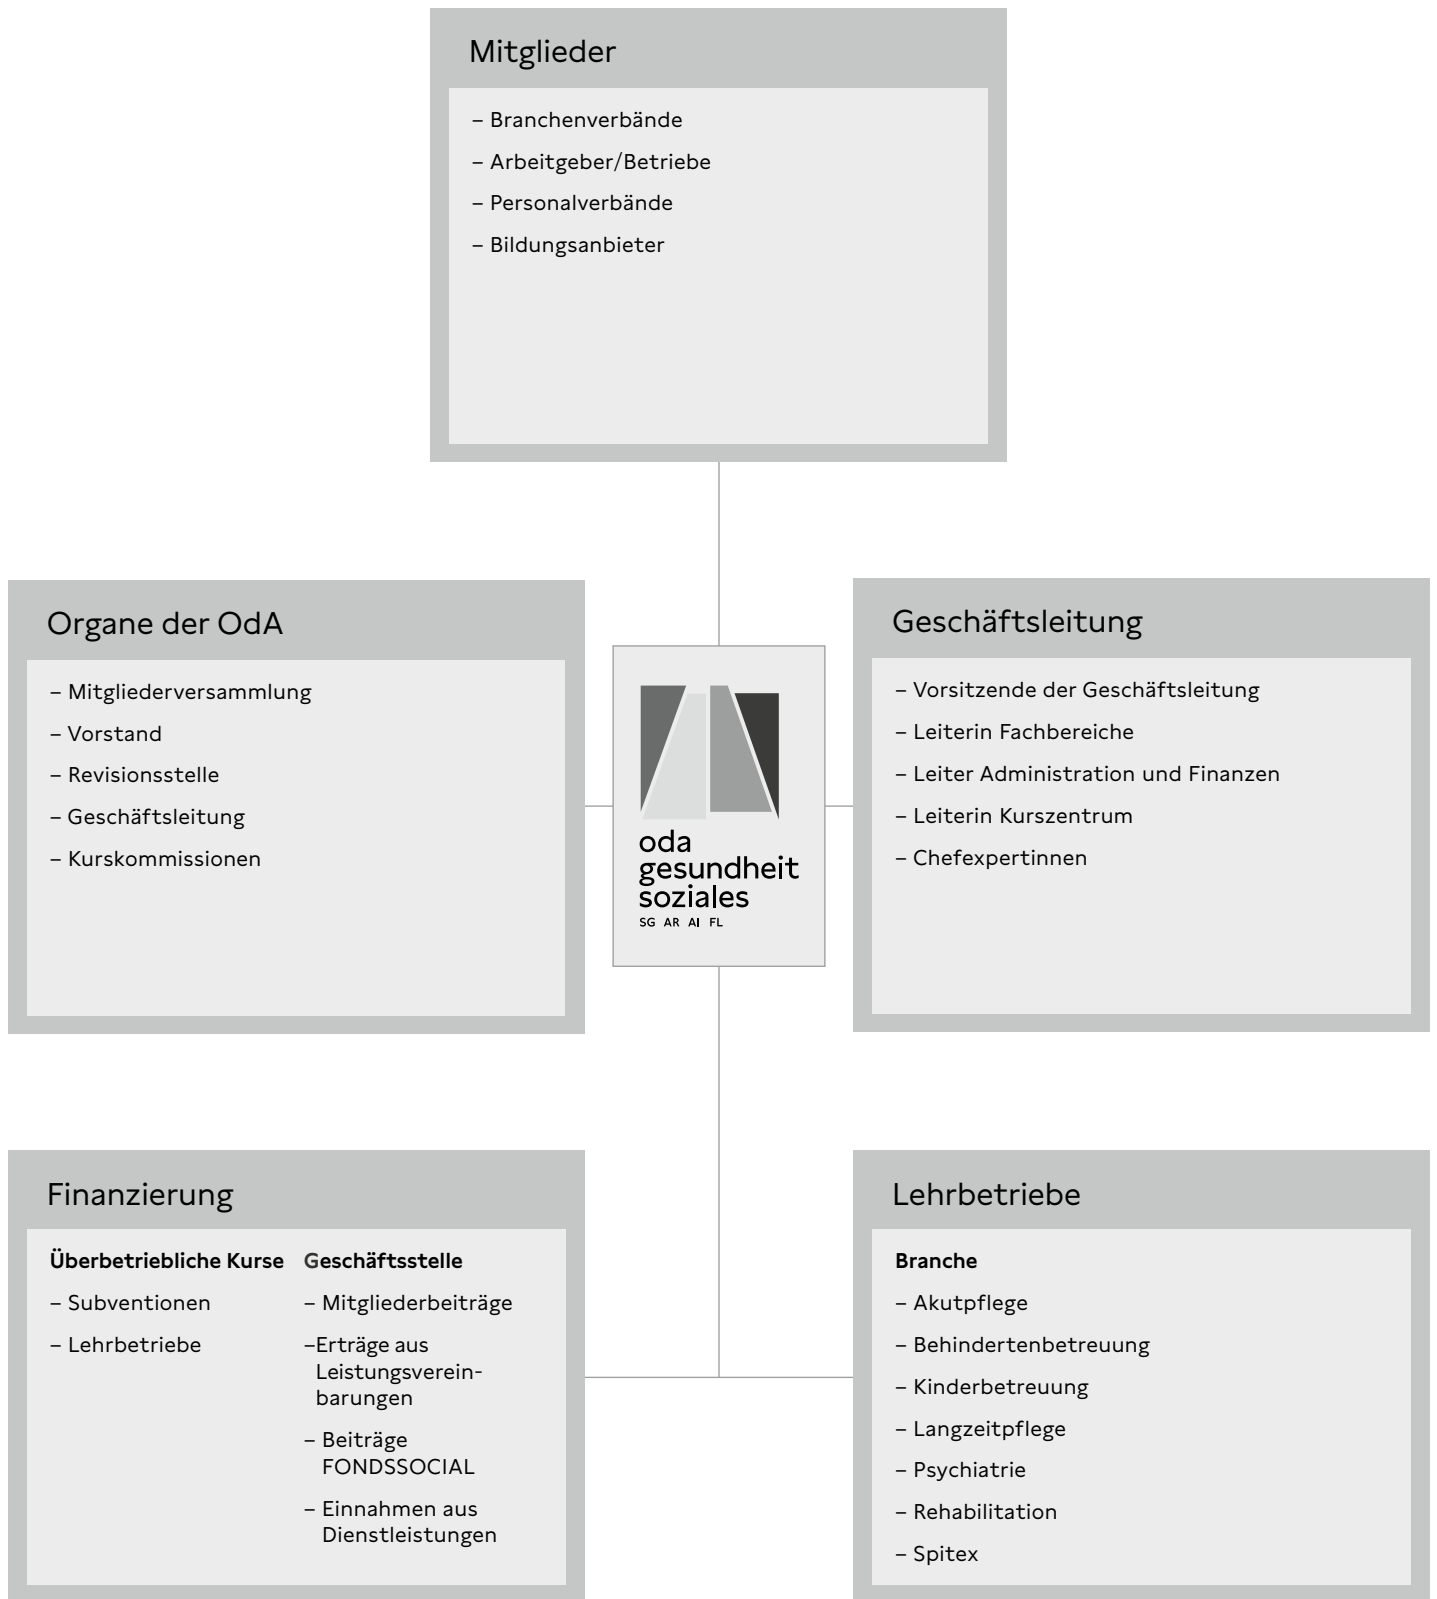 Mitglieder
– Branchenverbände
– Arbeitgeber/Betriebe
– Personalverbände
– Bildungsanbieter
Organe der OdA
– Mitgliederversammlung
– Vorstand
– Revisionsstelle
– Geschäftsleitung
– Kurskommissionen
oda
gesundheit
soziales
SG AR AI FL
Geschäftsleitung
– Vorsitzende der Geschäftsleitung
– Leiterin Fachbereiche
– Leiter Administration und Finanzen
– Leiterin Kurszentrum
– Chefexpertinnen
Finanzierung
Überbetriebliche Kurse
– Subventionen
– Lehrbetriebe
Geschäftsstelle
– Mitgliederbeiträge
–Erträge aus
Leistungsverein-
barungen
– Beiträge
FONDSSOCIAL
– Einnahmen aus
Dienstleistungen
Lehrbetriebe
Branche
– Akutpflege
– Behindertenbetreuung
– Kinderbetreuung
– Langzeitpflege
– Psychiatrie
– Rehabilitation
– Spitex